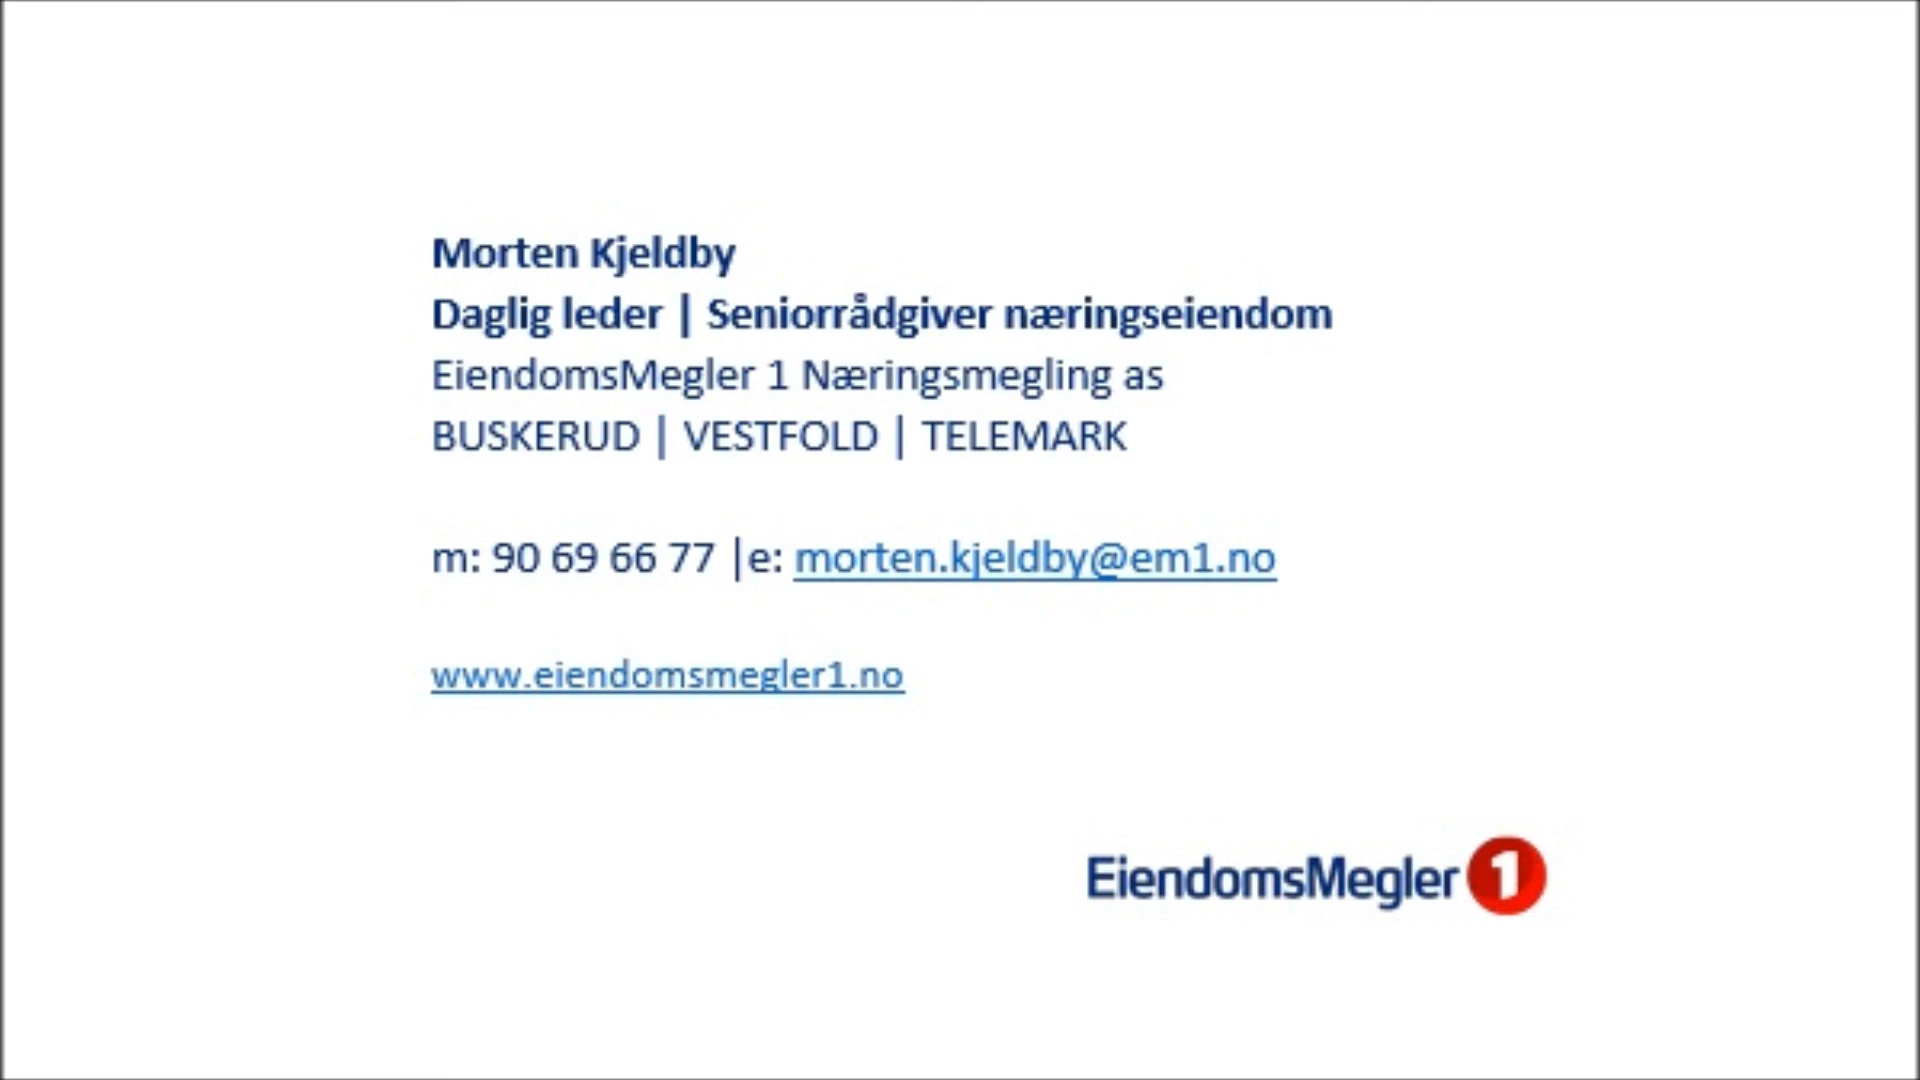 Morten Kjeldby
Daglig leder | Seniorrådgiver næringseiendom
EiendomsMegler 1 Næringsmegling as
BUSKERUD | VESTFOLD | TELEMARK
m: 90 69 66 77 |e: morten.kjeldby@em1.no
www.eiendomsmegler1.no
EiendomsMegler 1